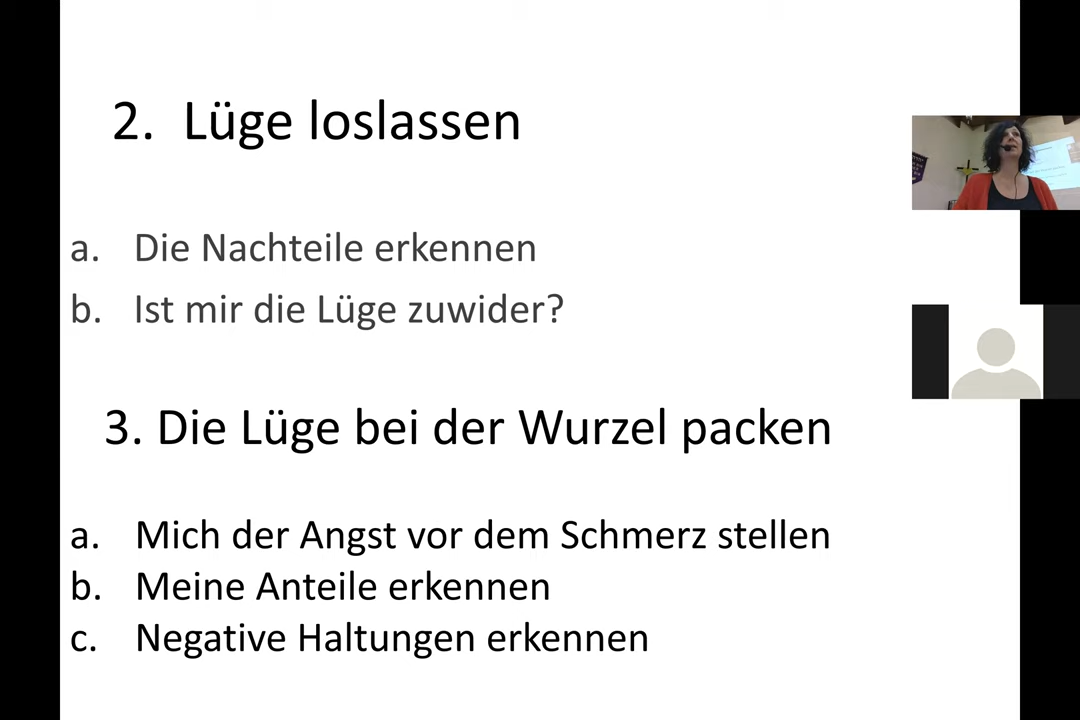 2. Lüge loslassen
a. Die Nachteile erkennen
b. Ist mir die Lüge zuwider?
3. Die Lüge bei der Wurzel packen
a. Mich der Angst vor dem Schmerz stellen
b. Meine Anteile erkennen
c. Negative Haltungen erkennen